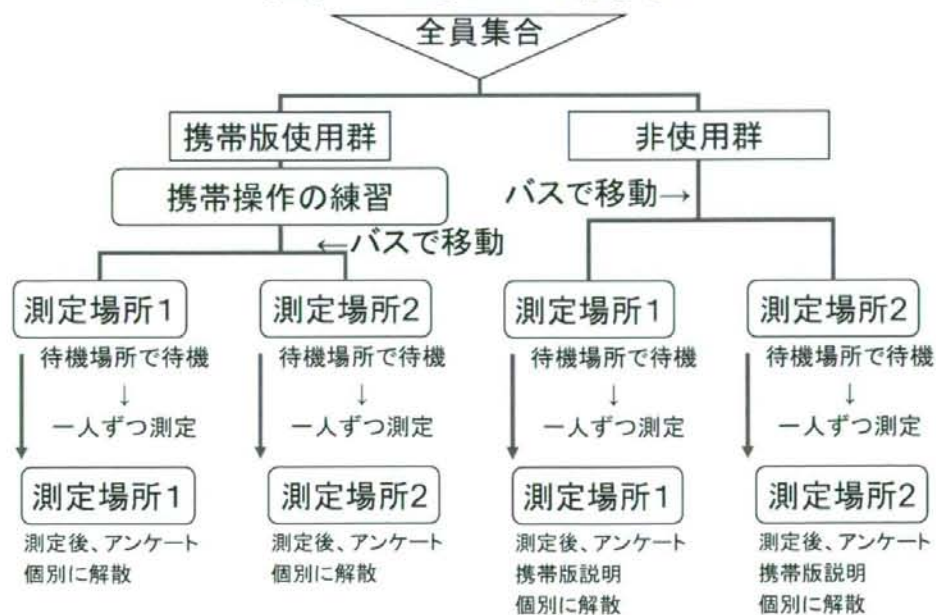 全員集合
携帯版使用群
非使用群
携帯操作の練習
バスで移動→
←バスで移動
測定場所1
測定場所2
測定場所1
測定場所2
待機場所で待機
待機場所で待機
待機場所で待機
待機場所で待機
↓
↓
↓
↓
一人ずつ測定
一人ずつ測定
一人ずつ測定
一人ずつ測定
測定場所1
測定場所2
測定場所1
測定場所2
測定後、アンケート
個別に解散
測定後、アンケート
個別に解散
測定後、アンケート
携帯版説明
個別に解散
測定後、アンケート
携帯版説明
個別に解散